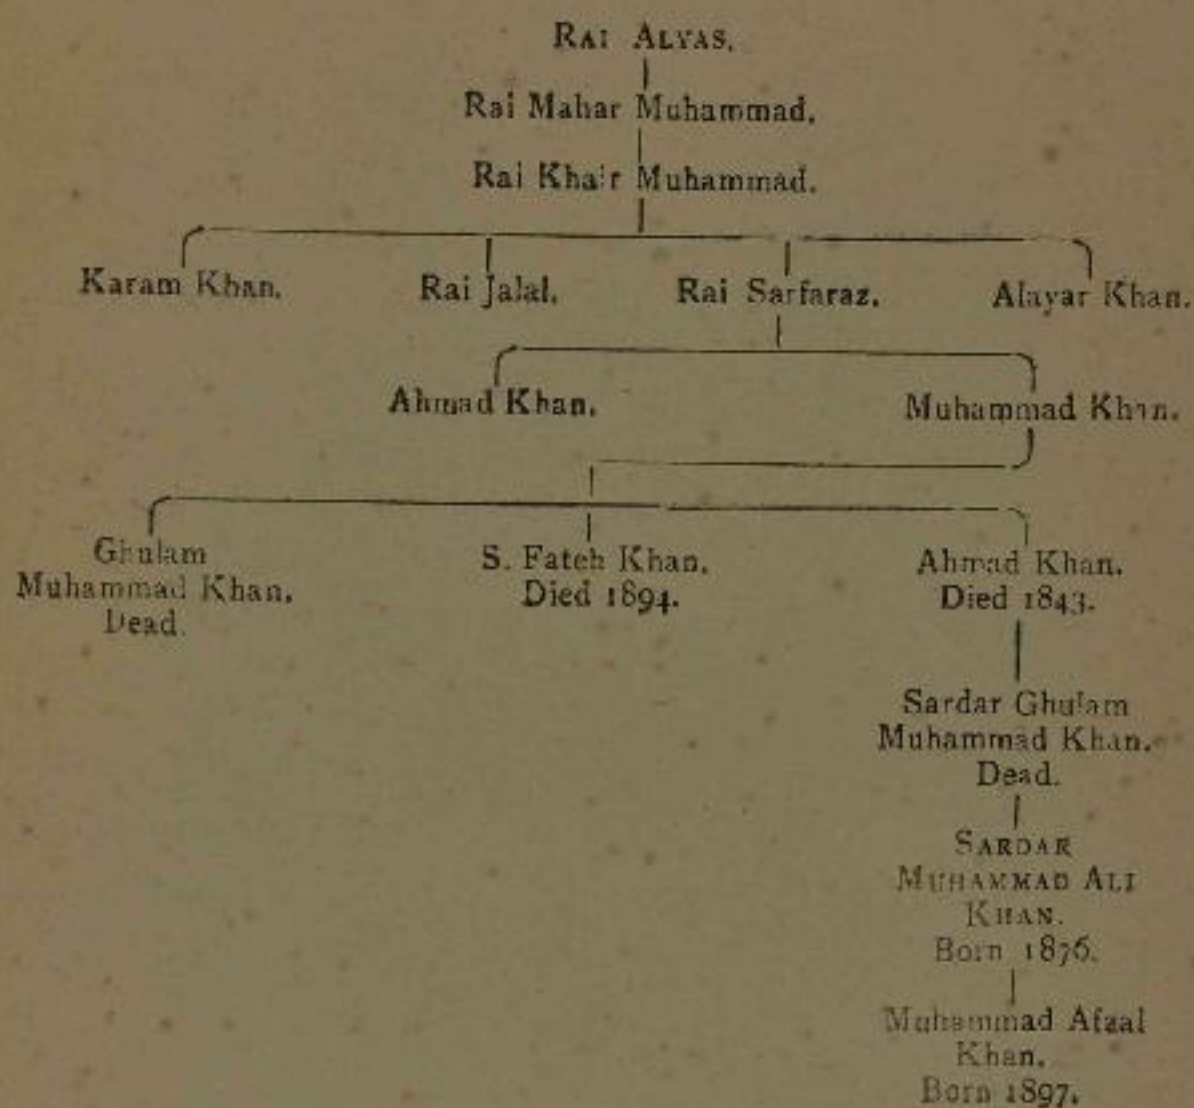 RAI ALYAS.
Rai Mahar Muhammad.
Rai Khair Muhammad.
Karam Khan. Rai Jalal. Rai Sarfaraz. Alayar Khan.
Ahmad Khan. Muhammad Khan.
Ghulam
Muhammad Khan.
Dead.
S. Fateh Khan.
Died 1894.
Ahmad Khan.
Died 1843.
Sardar Ghulam
Muhammad Khan.
Dead.
SARDAR
MUHAMMAD ALI
KHAN.
Born 1876.
Muhammad Afzal
Khan.
Born 1897.